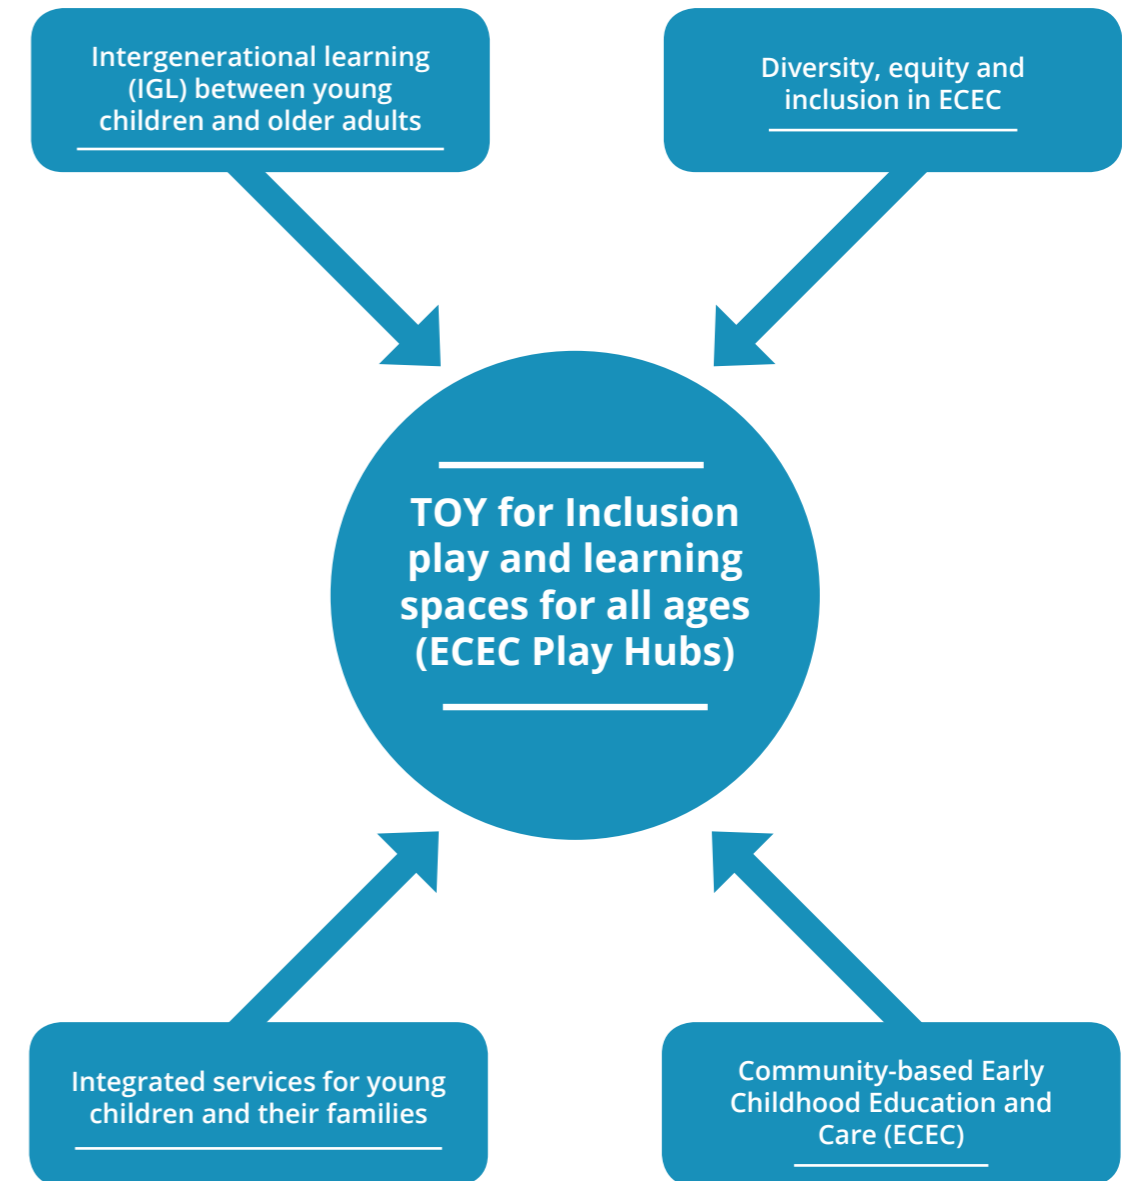 Intergenerational learning
(IGL) between young
children and older adults
Diversity, equity and
inclusion in ECEC
TOY for Inclusion
play and learning
spaces for all ages
(ECEC Play Hubs)
Integrated services for young
children and their families
Community-based Early
Childhood Education and
Care (ECEC)